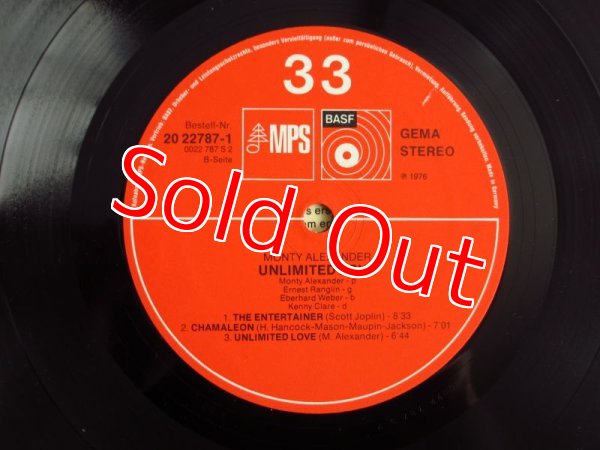 33
Bestell-Nr.
20 22787-1
0022 787 S 2
B-Seite
MPS
BASF
GEMA
STEREO
℗ 1976
Sold Out
MONTY ALEXANDER
UNLIMITED
Monty Alexander - p
Ernest Ranglin - g
Eberhard Weber - b
Kenny Clare - d
1. THE ENTERTAINER (Scott Joplin) - 8'33
2. CHAMALEON (H. Hancock-Mason-Maupin-Jackson) - 7'01
3. UNLIMITED LOVE (M. Alexander) - 6'44